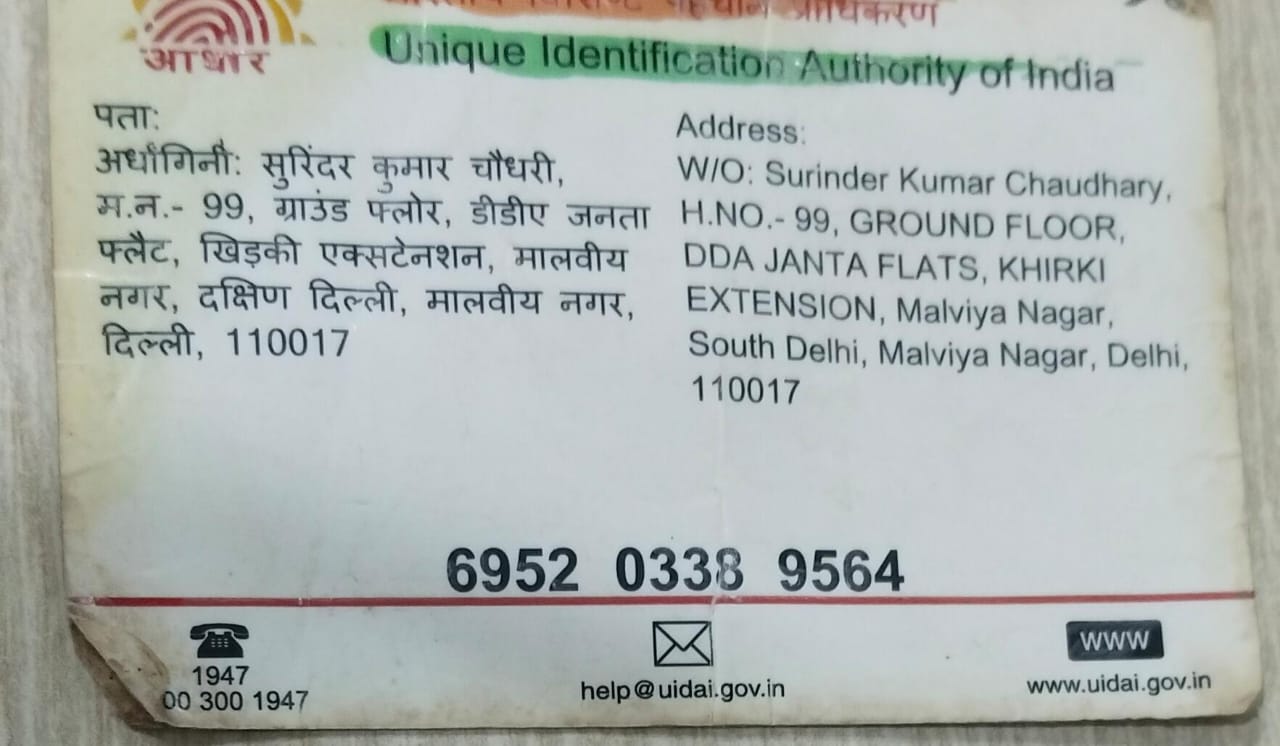 आधार
प्राधिकरण
Unique Identification Authority of India
पता:
अर्धांगिनी: सुरिंदर कुमार चौधरी,
म.न.- 99, ग्राउंड फ्लोर, डीडीए जनता
फ्लैट, खिड़की एक्सटेनशन, मालवीय
नगर, दक्षिण दिल्ली, मालवीय नगर,
दिल्ली, 110017
Address:
W/O: Surinder Kumar Chaudhary,
H.NO.- 99, GROUND FLOOR,
DDA JANTA FLATS, KHIRKI
EXTENSION, Malviya Nagar,
South Delhi, Malviya Nagar, Delhi,
110017
6952 0338 9564
1947
00 300 1947
help@uidai.gov.in
www
www.uidai.gov.in